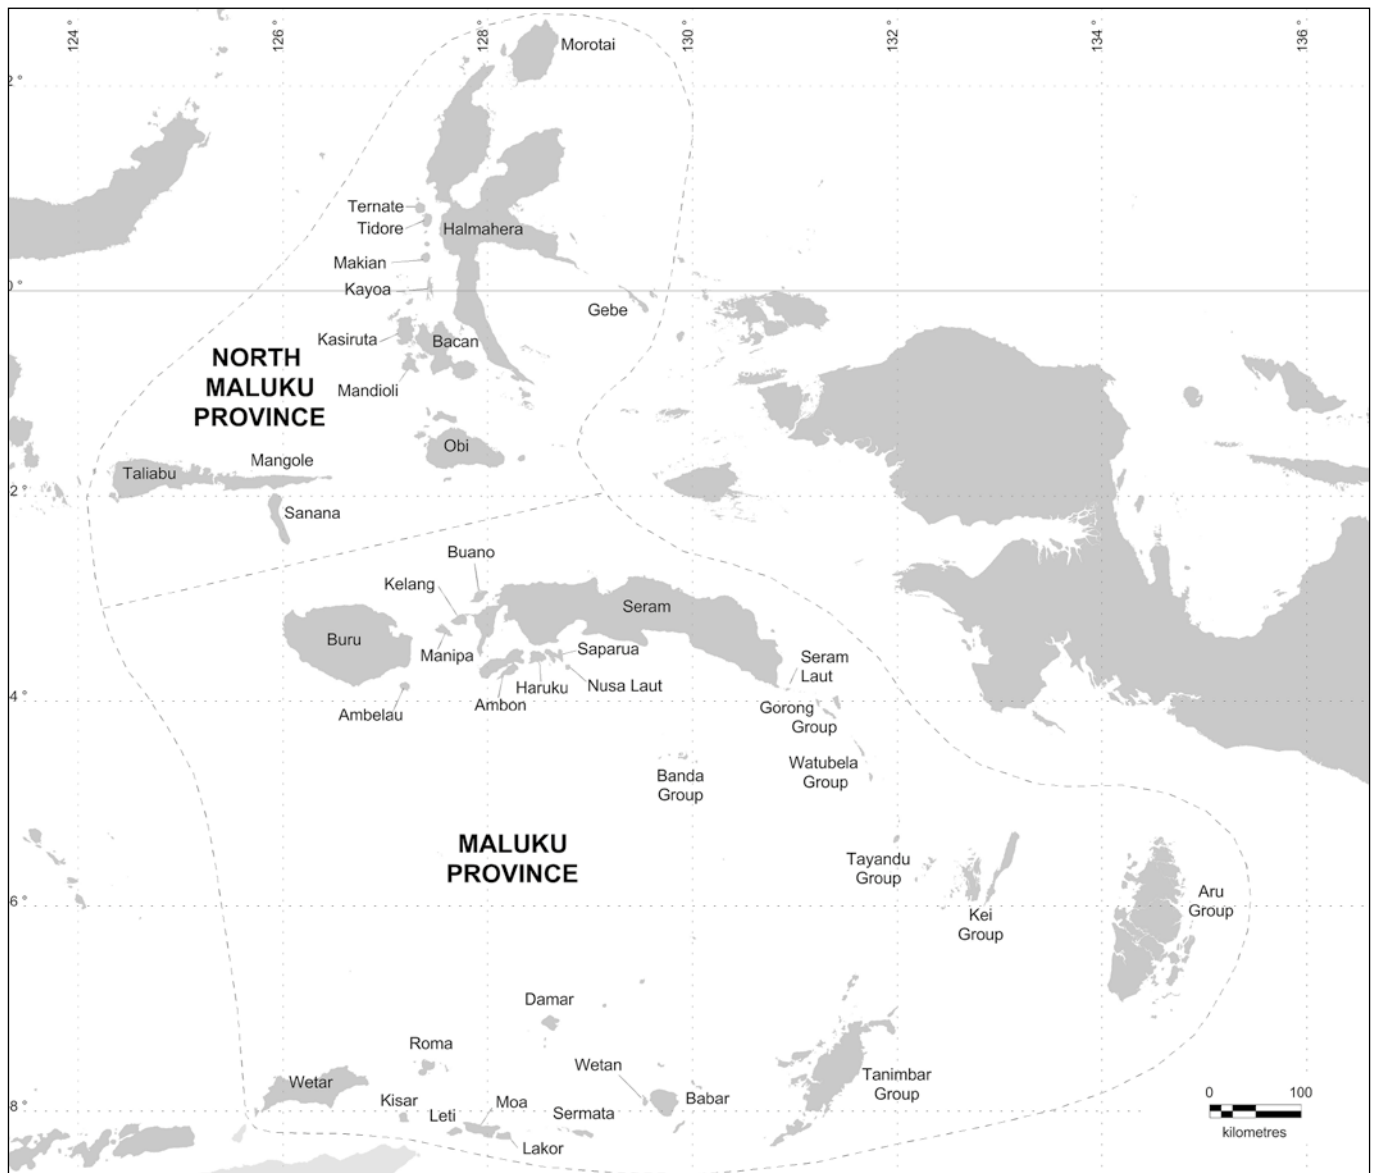 124°
126°
128°
130°
132°
134°
136°
Morotai
2°
Ternate
Tidore
Halmahera
Makian
Kayoa
0°
Gebe
Kasiruta
Bacan
NORTH
MALUKU
PROVINCE
Mandioli
Obi
Mangole
Taliabu
2°
Sanana
Buano
Kelang
Seram
Buru
Manipa
Saparua
Seram
Laut
Haruku
Nusa Laut
Ambon
Ambelau
4°
Gorong
Group
Watubela
Group
Banda
Group
MALUKU
PROVINCE
Tayandu
Group
Aru
Group
6°
Kei
Group
Damar
Roma
Wetan
Wetar
Tanimbar
Group
Kisar
Moa
Babar
Leti
Sermata
8°
Lakor
0
100
kilometres